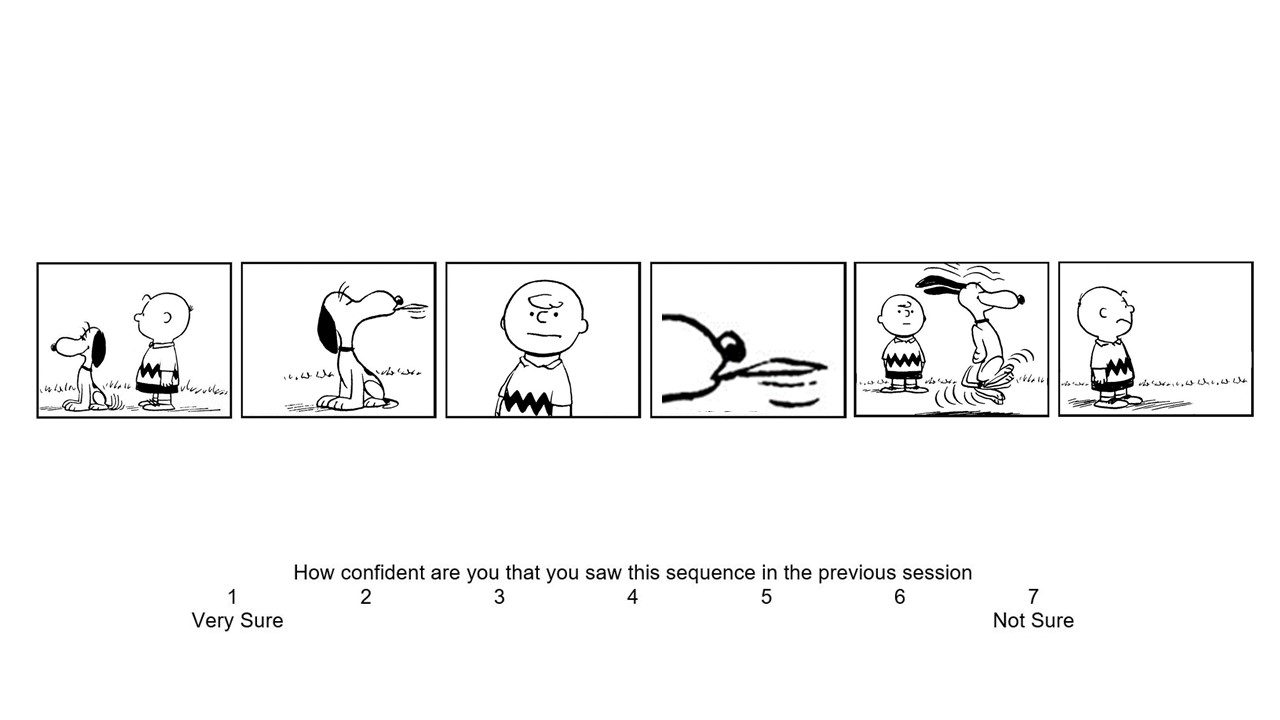 How confident are you that you saw this sequence in the previous session
1 2 3 4 5 6 7
Very Sure Not Sure